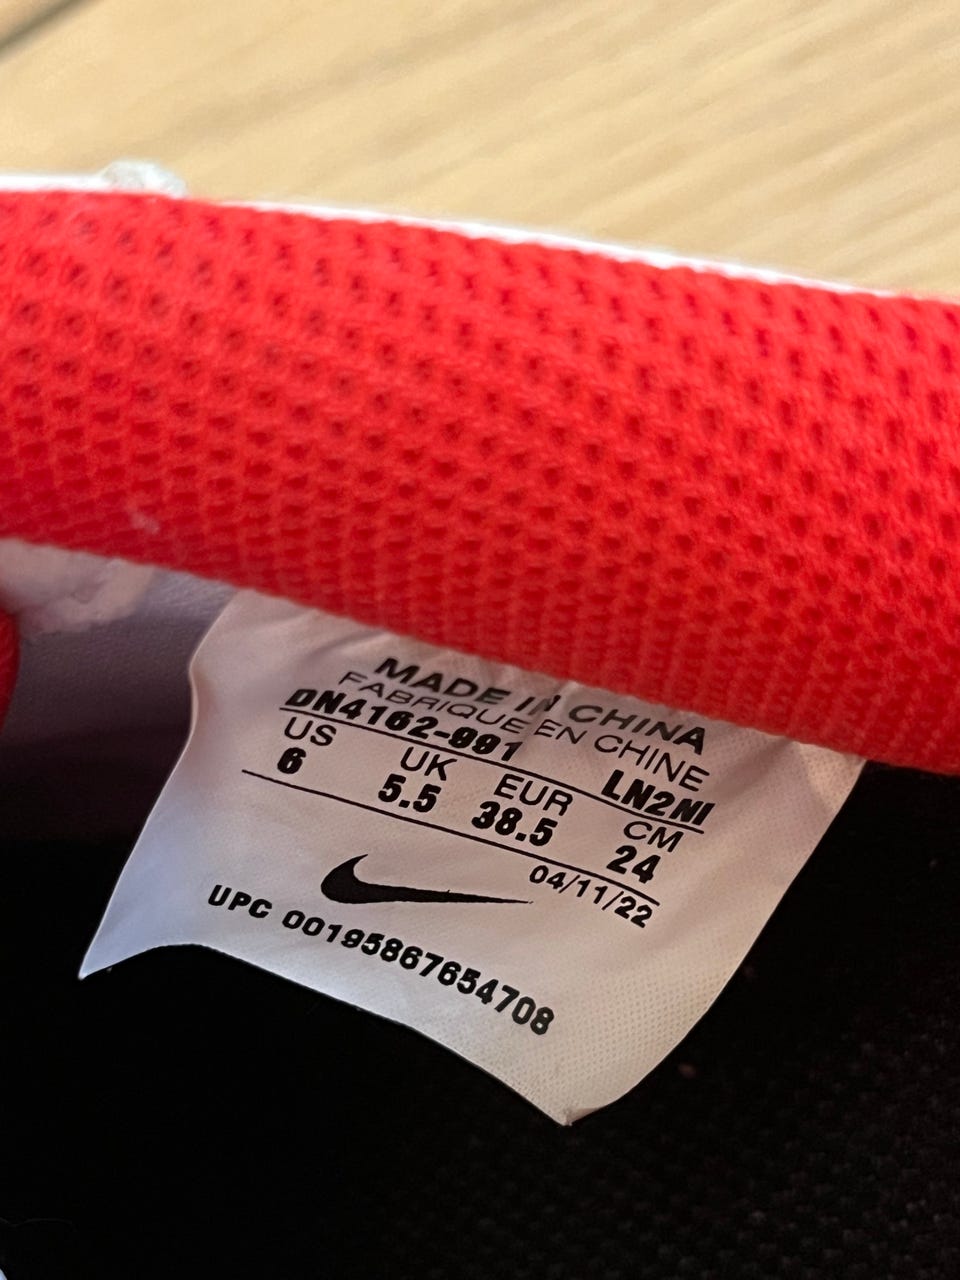 MADE IN CHINA
FABRIQUE EN CHINE
DN4162-991 LN2NI
US UK EUR CM
6 5.5 38.5 24
04/11/22
UPC 00195867654708